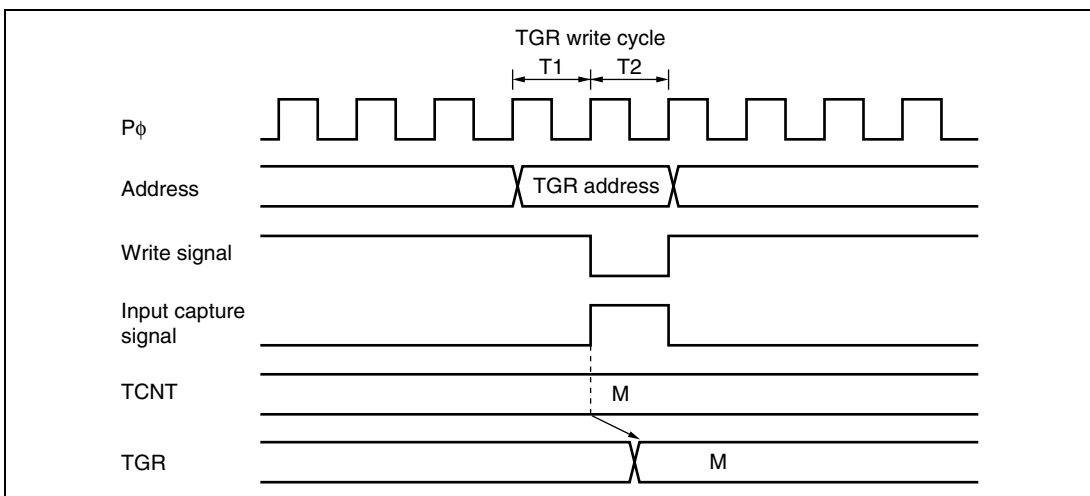 TGR write cycle
T1 T2
Pϕ
Address TGR address
Write signal
Input capture
signal
TCNT M
TGR M